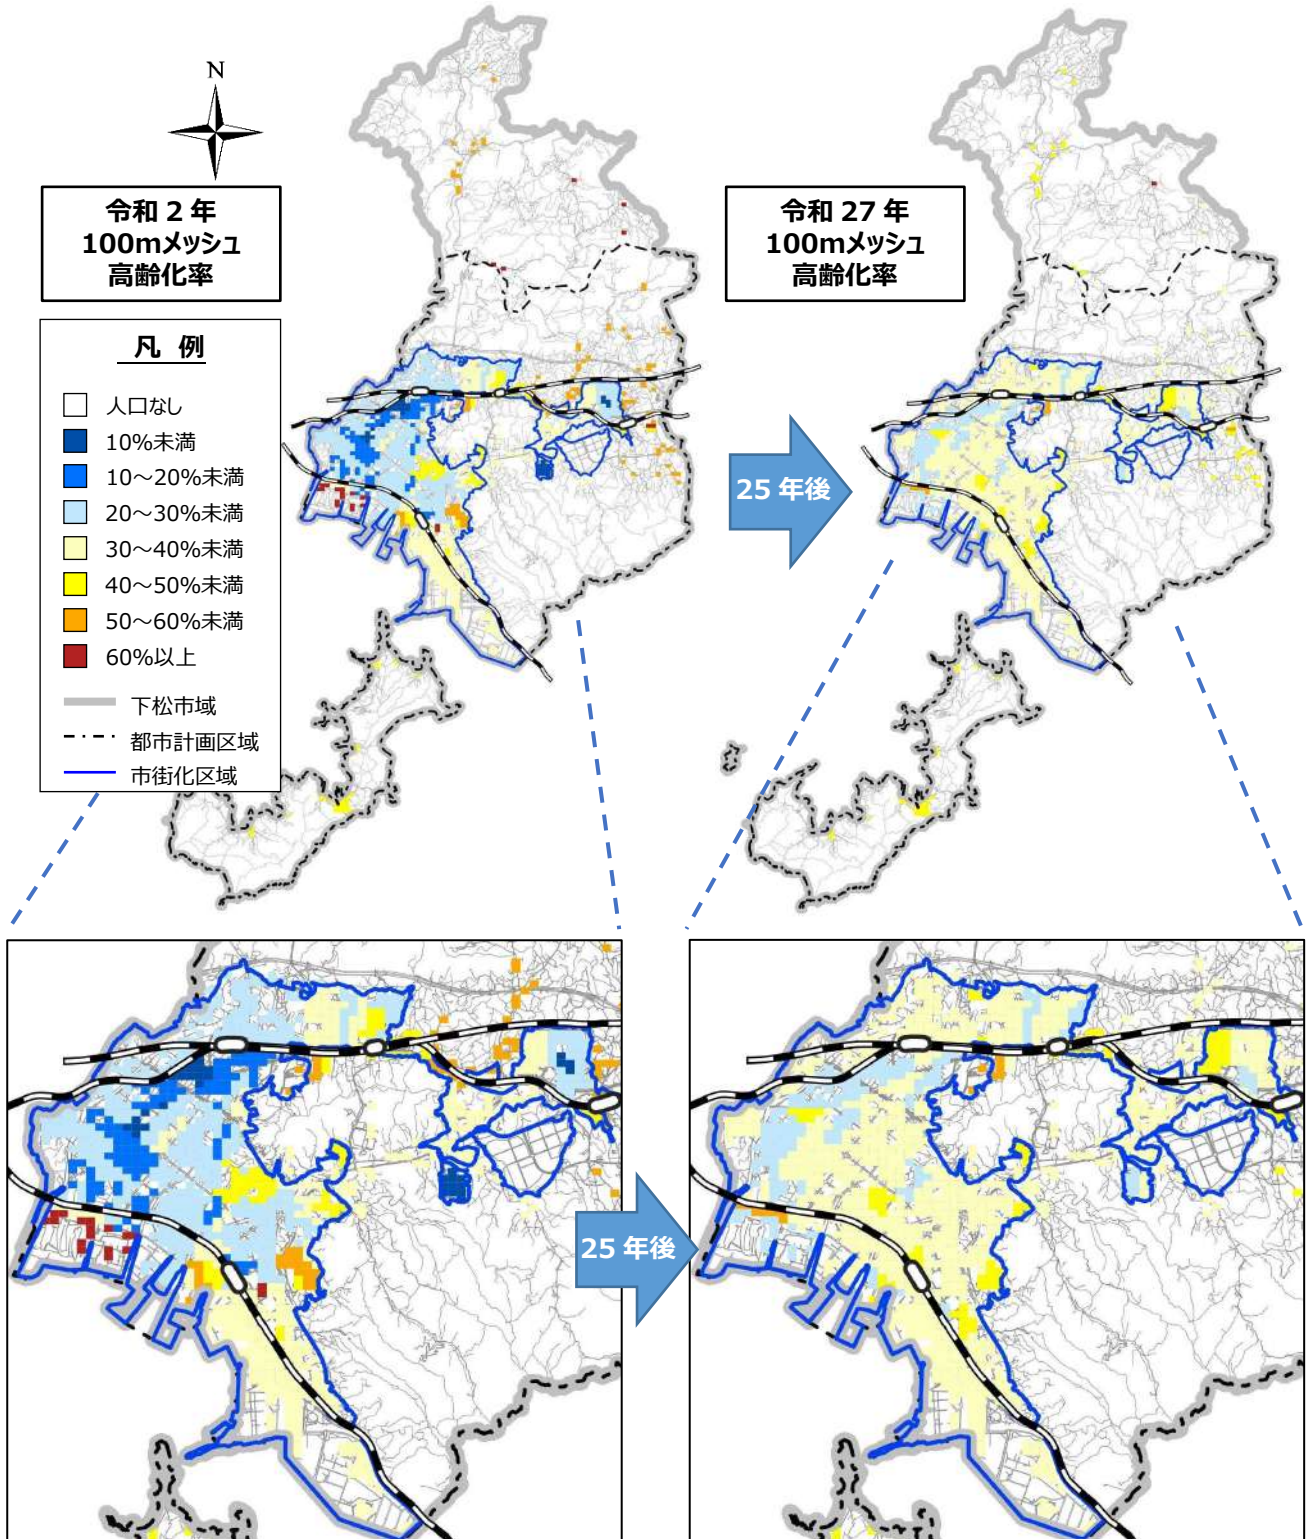 N
令和 2 年
100mメッシュ
高齢化率
令和 27 年
100mメッシュ
高齢化率
凡 例
人口なし
10%未満
10～20%未満
20～30%未満
30～40%未満
40～50%未満
50～60%未満
60%以上
下松市域
都市計画区域
市街化区域
25 年後
25 年後